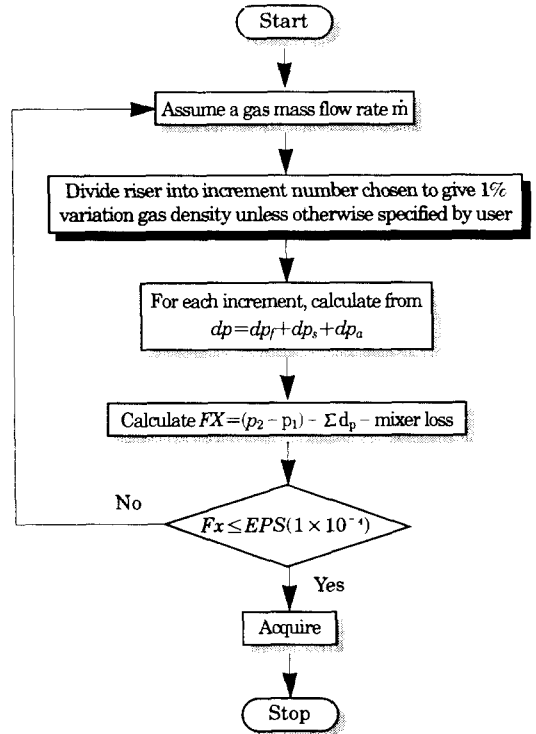 Start
Assume a gas mass flow rate ṁ
Divide riser into increment number chosen to give 1%
variation gas density unless otherwise specified by user
For each increment, calculate from
dp=dp_f+dp_s+dp_a
Calculate FX=(p₂ − p₁) − Σd_p − mixer loss
No
Fx≤EPS(1×10⁻⁴)
Yes
Acquire
Stop